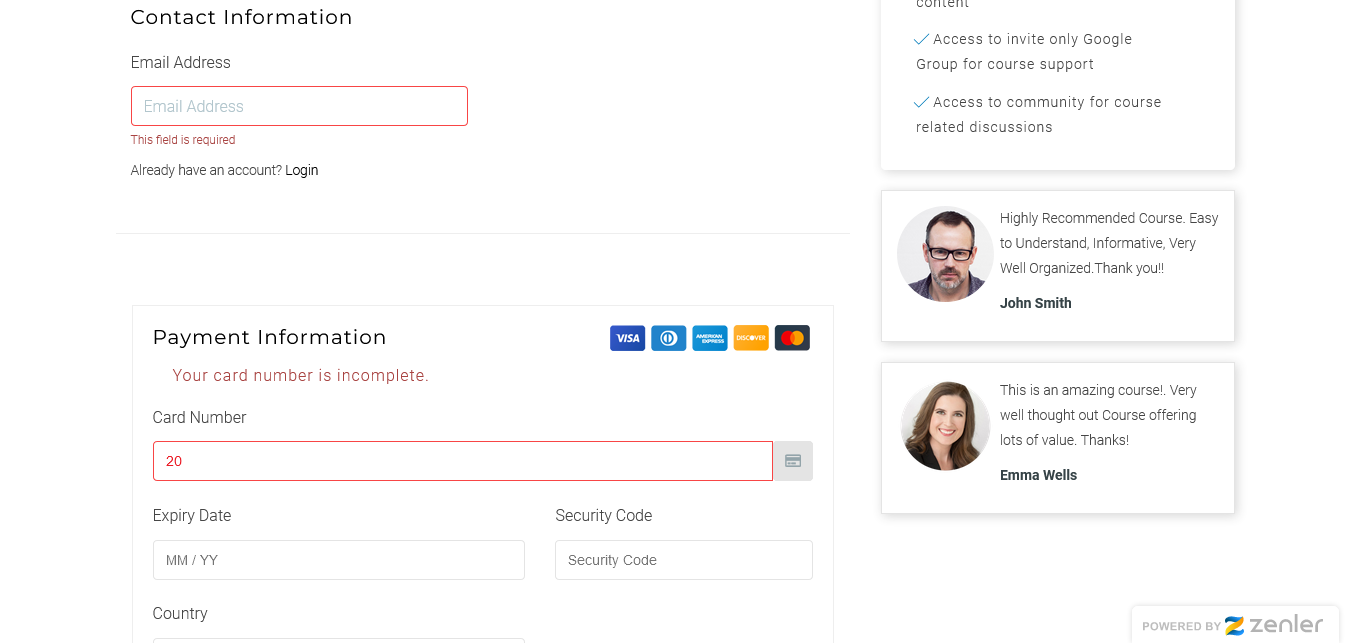 Contact Information
Email Address
Email Address
This field is required
Already have an account? Login
Payment Information
VISA
AMERICAN EXPRESS
DISCOVER
Your card number is incomplete.
Card Number
20
Expiry Date
Security Code
MM / YY
Security Code
Country
content
Access to invite only Google
Group for course support
Access to community for course
related discussions
Highly Recommended Course. Easy
to Understand, Informative, Very
Well Organized.Thank you!!
John Smith
This is an amazing course!. Very
well thought out Course offering
lots of value. Thanks!
Emma Wells
POWERED BY zenler